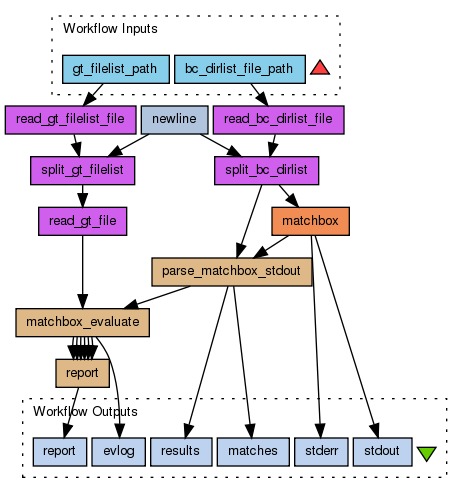 Workflow Inputs
gt_filelist_path
bc_dirlist_file_path
read_gt_filelist_file
newline
read_bc_dirlist_file
split_gt_filelist
split_bc_dirlist
read_gt_file
matchbox
parse_matchbox_stdout
matchbox_evaluate
report
Workflow Outputs
report
evlog
results
matches
stderr
stdout